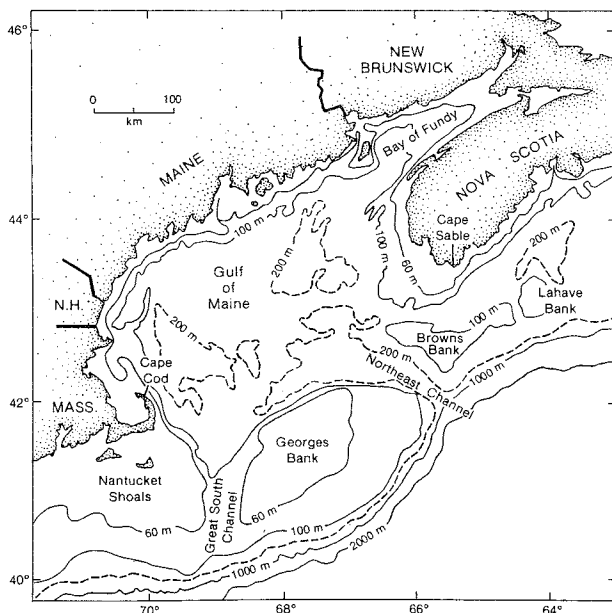 46°
NEW
BRUNSWICK
0 100
km
Bay of Fundy
MAINE
NOVA SCOTIA
44°
100 m
Cape
Sable
200 m
200 m
Gulf
of
Maine
100 m
60 m
N.H.
Lahave
Bank
100 m
200 m
Browns
Bank
Cape
Cod
200 m
1000 m
Northeast Channel
42°
MASS.
Georges
Bank
Nantucket
Shoals
Great South
Channel
60 m
60 m
100 m
1000 m
2000 m
40°
70° 68° 66° 64°